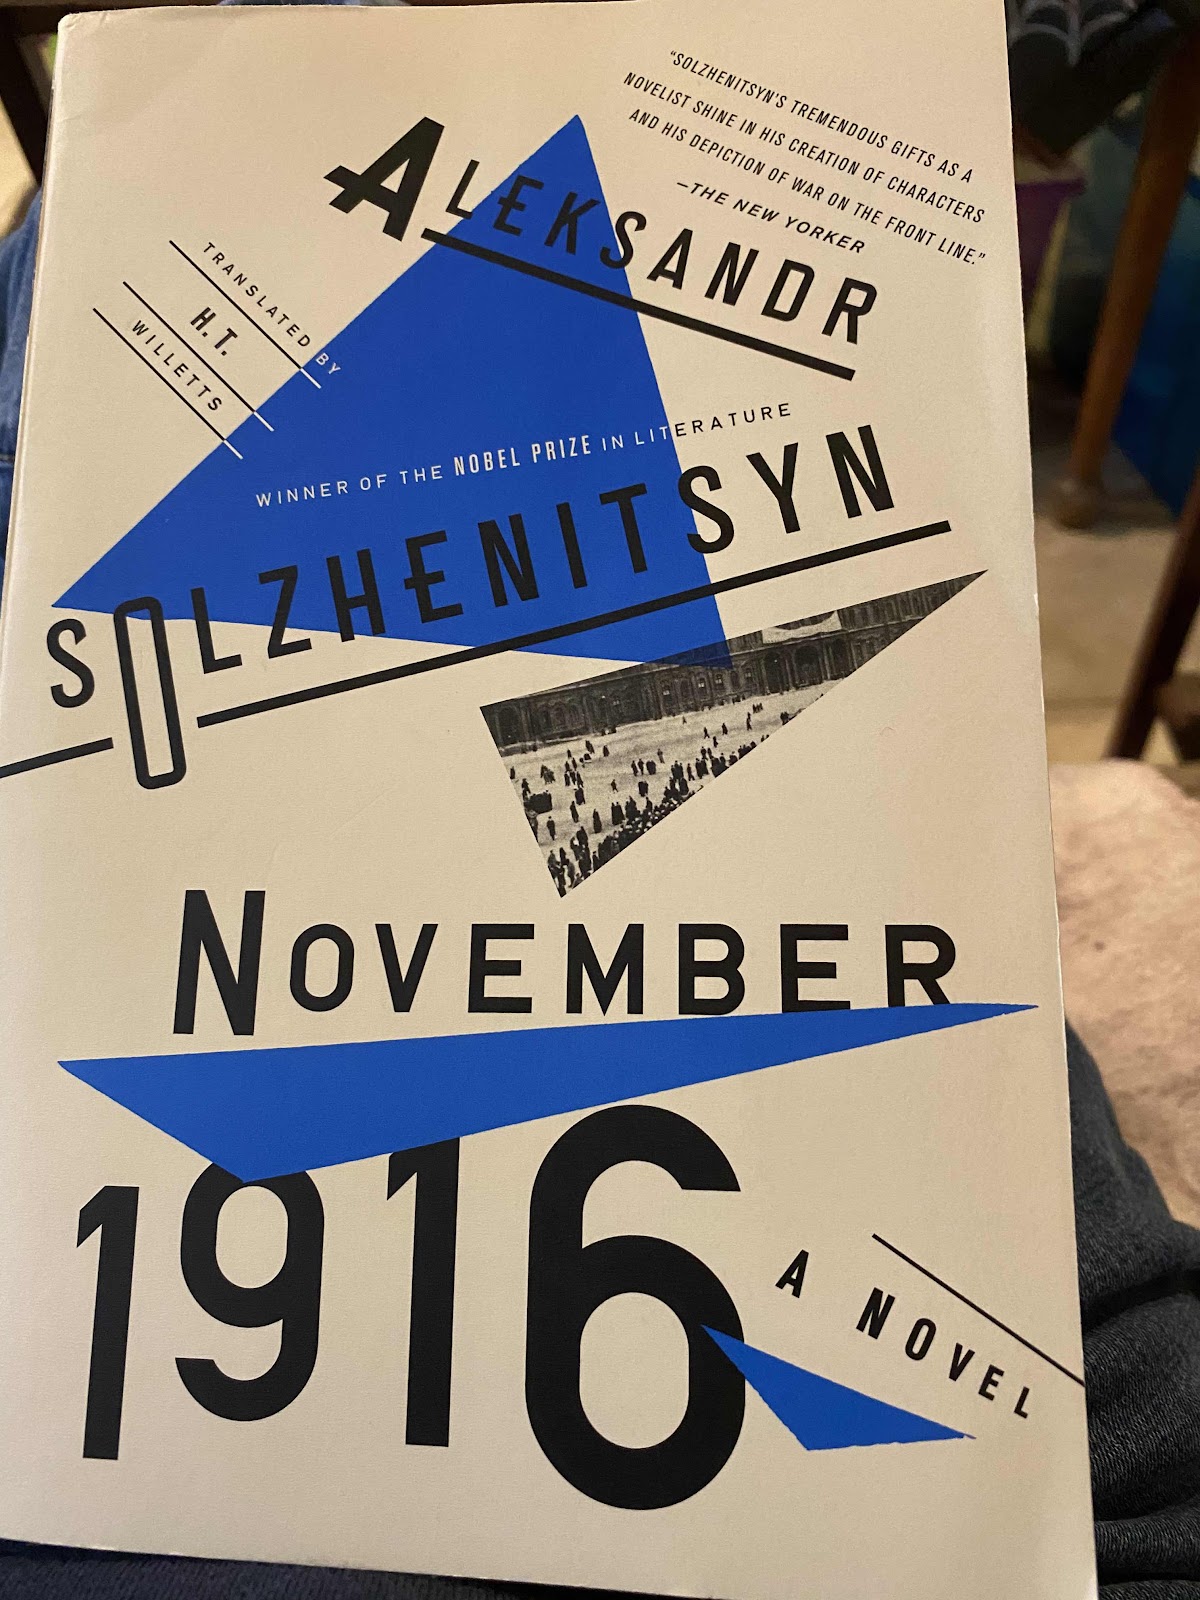 “SOLZHENITSYN'S TREMENDOUS GIFTS AS A
NOVELIST SHINE IN HIS CREATION OF CHARACTERS
AND HIS DEPICTION OF WAR ON THE FRONT LINE.”
—THE NEW YORKER
ALEKSANDR
TRANSLATED BY
H.T.
WILLETTS
WINNER OF THE NOBEL PRIZE IN LITERATURE
SOLZHENITSYN
NOVEMBER
1916
A NOVEL